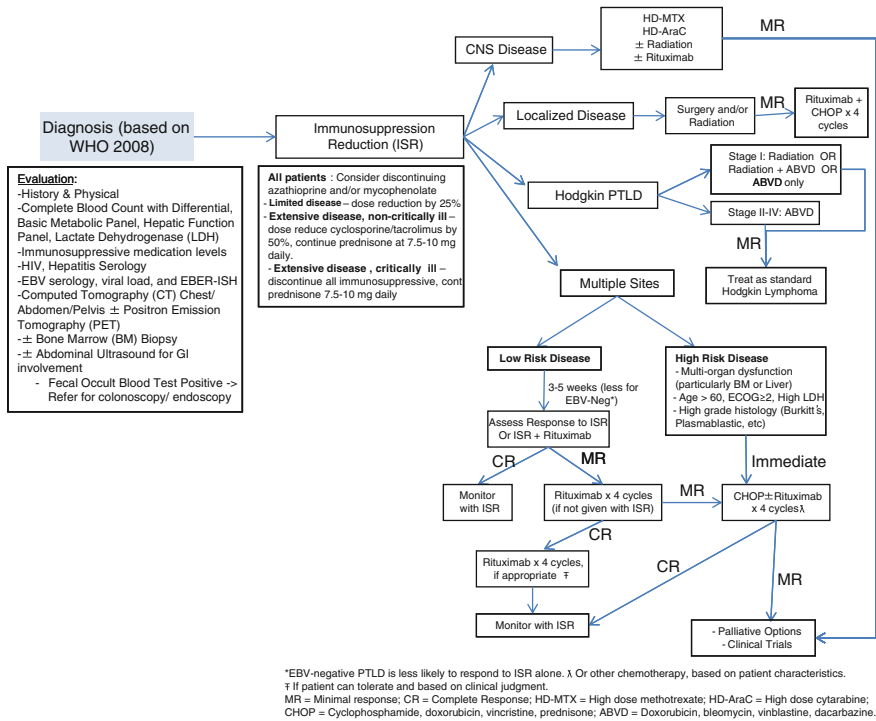 HD-MTX
HD-AraC
± Radiation
± Rituximab
MR
CNS Disease
Diagnosis (based on
WHO 2008)
Immunosuppression
Reduction (ISR)
Localized Disease
Surgery and/or
Radiation
MR
Rituximab +
CHOP x 4
cycles
Evaluation:
-History & Physical
-Complete Blood Count with Differential,
Basic Metabolic Panel, Hepatic Function
Panel, Lactate Dehydrogenase (LDH)
-Immunosuppressive medication levels
-HIV, Hepatitis Serology
-EBV serology, viral load, and EBER-ISH
-Computed Tomography (CT) Chest/
Abdomen/Pelvis ± Positron Emission
Tomography (PET)
-± Bone Marrow (BM) Biopsy
-± Abdominal Ultrasound for GI
involvement
- Fecal Occult Blood Test Positive ->
Refer for colonoscopy/ endoscopy
All patients : Consider discontinuing
azathioprine and/or mycophenolate
- Limited disease – dose reduction by 25%
- Extensive disease, non-critically ill –
dose reduce cyclosporine/tacrolimus by
50%, continue prednisone at 7.5-10 mg
daily.
- Extensive disease , critically ill –
discontinue all immunosuppressive, cont
prednisone 7.5-10 mg daily
Hodgkin PTLD
Stage I: Radiation OR
Radiation + ABVD OR
ABVD only
Stage II-IV: ABVD
MR
Treat as standard
Hodgkin Lymphoma
Multiple Sites
Low Risk Disease
3-5 weeks (less for
EBV-Neg*)
Assess Response to ISR
Or ISR + Rituximab
High Risk Disease
- Multi-organ dysfunction
(particularly BM or Liver)
- Age > 60, ECOG≥2, High LDH
- High grade histology (Burkitt's,
Plasmablastic, etc)
CR
MR
Immediate
Monitor
with ISR
Rituximab x 4 cycles
(if not given with ISR)
MR
CHOP±Rituximab
x 4 cyclesƛ
CR
Rituximab x 4 cycles,
if appropriate Ŧ
CR
MR
Monitor with ISR
- Palliative Options
- Clinical Trials
*EBV-negative PTLD is less likely to respond to ISR alone. ƛ Or other chemotherapy, based on patient characteristics.
Ŧ If patient can tolerate and based on clinical judgment.
MR = Minimal response; CR = Complete Response; HD-MTX = High dose methotrexate; HD-AraC = High dose cytarabine;
CHOP = Cyclophosphamide, doxorubicin, vincristine, prednisone; ABVD = Doxorubicin, bleomycin, vinblastine, dacarbazine.